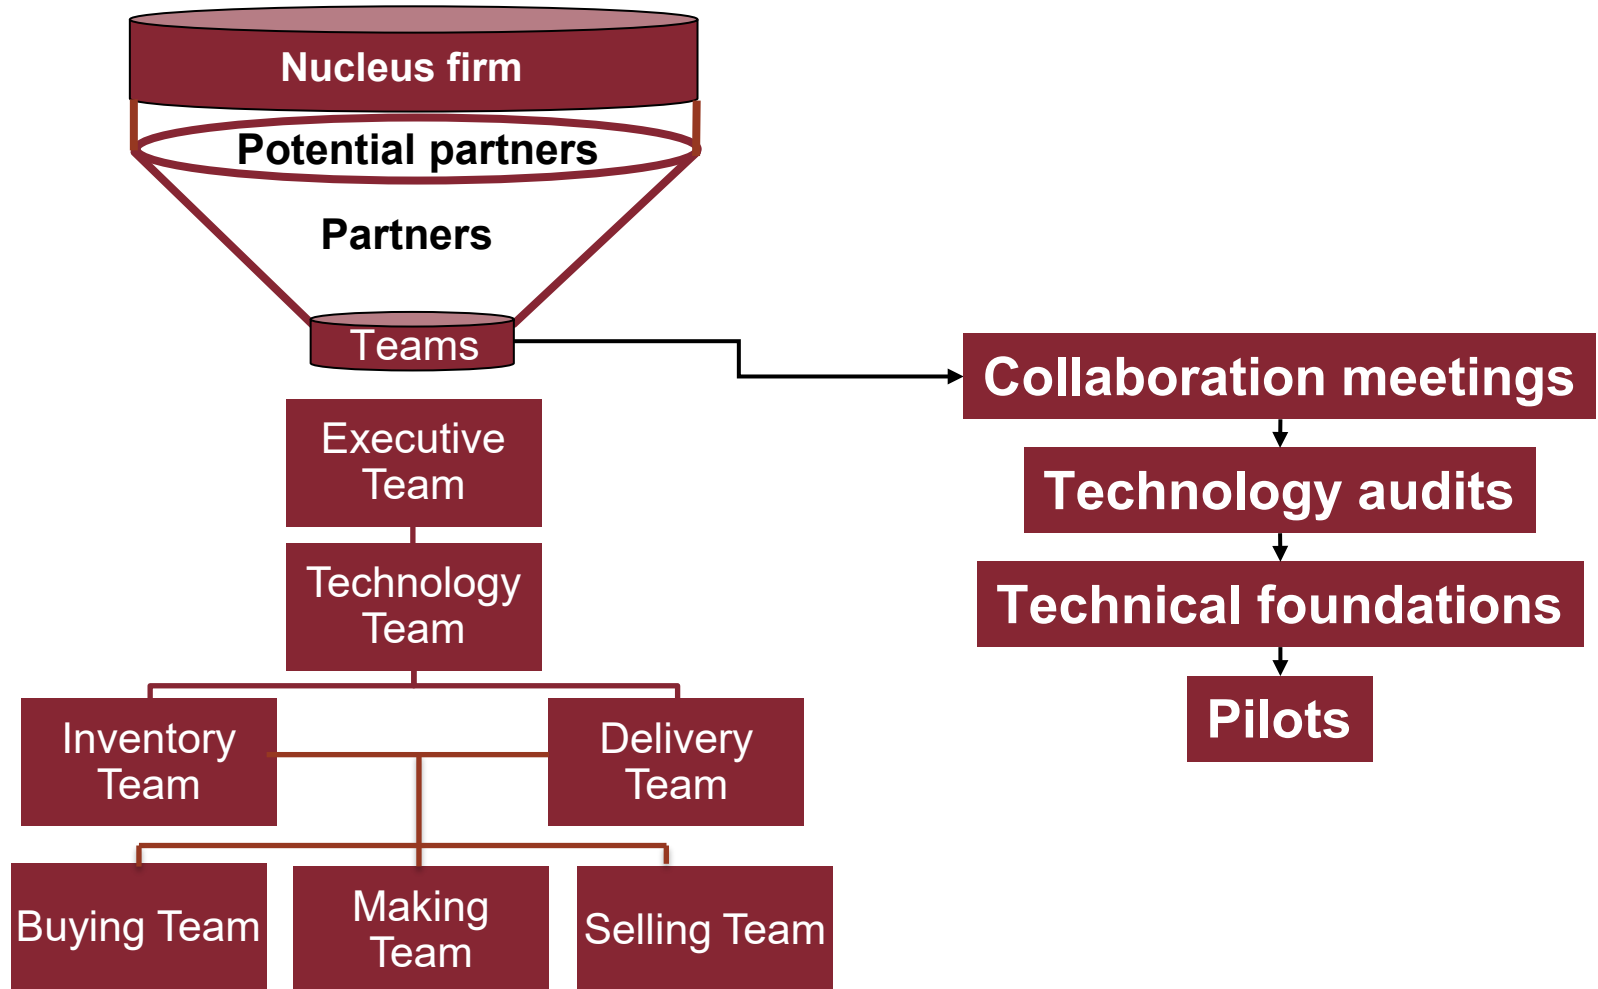 Nucleus firm
Potential partners
Partners
Teams
Executive
Team
Technology
Team
Inventory
Team
Delivery
Team
Buying Team
Making
Team
Selling Team
Collaboration meetings
Technology audits
Technical foundations
Pilots